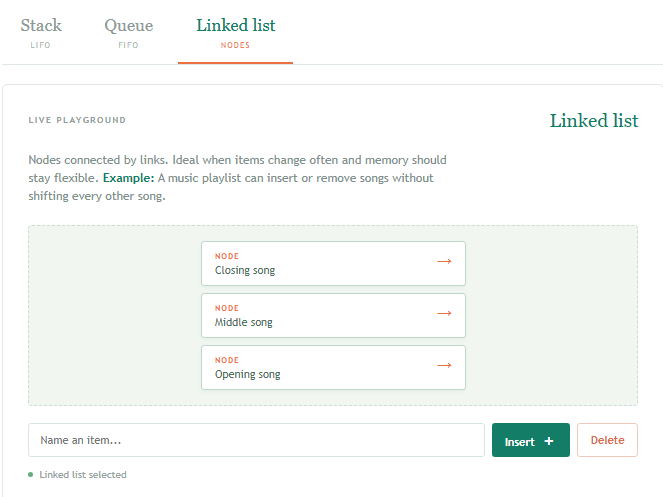 Stack
LIFO
Queue
FIFO
Linked list
NODES
LIVE PLAYGROUND
Linked list
Nodes connected by links. Ideal when items change often and memory should
stay flexible. Example: A music playlist can insert or remove songs without
shifting every other song.
NODE
Closing song
→
NODE
Middle song
→
NODE
Opening song
→
Name an item...
Insert +
Delete
Linked list selected